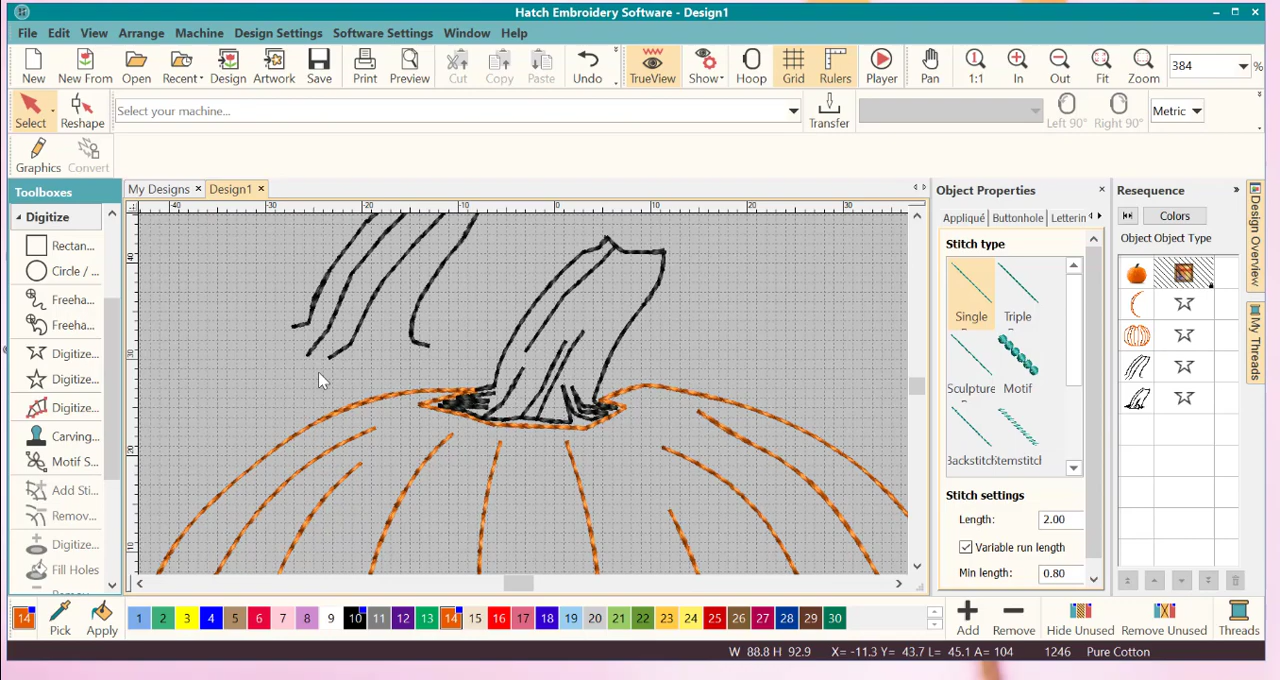 Hatch Embroidery Software - Design1
File Edit View Arrange Machine Design Settings Software Settings Window Help
New New From Open Recent Design Artwork Save Print Preview Cut Copy Paste Undo TrueView Show Hoop Grid Rulers Player Pan 1:1 In Out Fit Zoom 384 %
Select Reshape Select your machine... Transfer Left 90° Right 90° Metric
Graphics Convert
Toolboxes My Designs × Design1 × Object Properties × Resequence »
Digitize -40 -30 -20 -10 0 10 20 30 Appliqué Buttonhole Letterin Colors
Object Object Type
Rectan...
Circle / ...
Freeha...
Freeha...
Digitize...
Digitize...
Digitize...
Carving...
Motif S...
Add Sti...
Remov...
Digitize...
Fill Holes
40
30
20
10
Stitch type
Single Triple
Sculpture Motif
Backstitch Stemstitch
Stitch settings
Length: 2.00
Variable run length
Min length: 0.80
Design Overview
My Threads
14 Pick Apply 1 2 3 4 5 6 7 8 9 10 11 12 13 14 15 16 17 18 19 20 21 22 23 24 25 26 27 28 29 30 Add Remove Hide Unused Remove Unused Threads
W 88.8 H 92.9 X= -11.3 Y= 43.7 L= 45.1 A= 104 1246 Pure Cotton